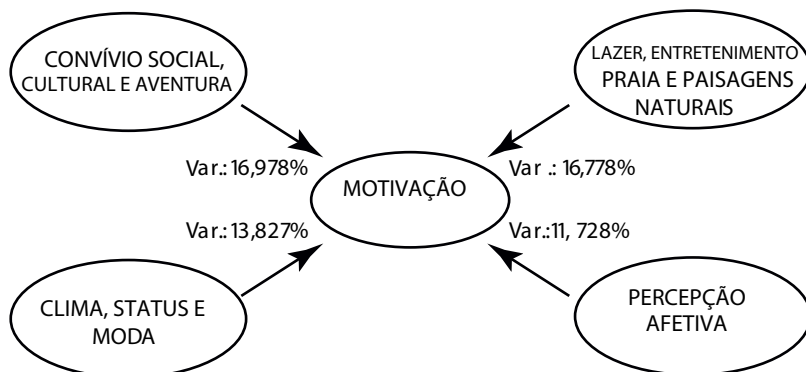 CONVÍVIO SOCIAL,
CULTURAL E AVENTURA
LAZER, ENTRETENIMENTO
PRAIA E PAISAGENS
NATURAIS
Var.: 16,978%
Var .: 16,778%
MOTIVAÇÃO
Var.: 13,827%
Var.:11, 728%
CLIMA, STATUS E
MODA
PERCEPÇÃO
AFETIVA